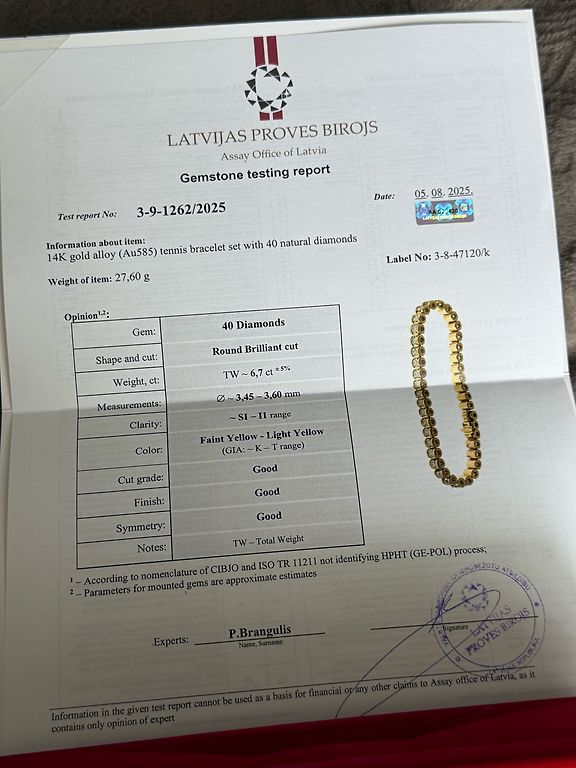 LATVIJAS PROVES BIROJS
Assay Office of Latvia
Gemstone testing report
Test report No: 3-9-1262/2025
Date: 05. 08. 2025.
Information about item:
14K gold alloy (Au585) tennis bracelet set with 40 natural diamonds
Label No: 3-8-47120/k
Weight of item: 27,60 g
Opinion1,2:
Gem: 40 Diamonds
Shape and cut: Round Brilliant cut
Weight, ct: TW ~ 6,7 ct ± 5%
Measurements: Ø ~ 3,45 – 3,60 mm
Clarity: ~ SI – I1 range
Color: Faint Yellow - Light Yellow
(GIA: ~ K – T range)
Cut grade: Good
Finish: Good
Symmetry: Good
Notes: TW – Total Weight
1 – According to nomenclature of CIBJO and ISO TR 11211 not identifying HPHT (GE-POL) process;
2 – Parameters for mounted gems are approximate estimates
Experts: P.Brangulis
Name, Surname
Signature
LATVIJAS
PROVES BIROJS
Information in the given test report cannot be used as a basis for financial or any other claims to Assay office of Latvia, as it
contains only opinion of expert